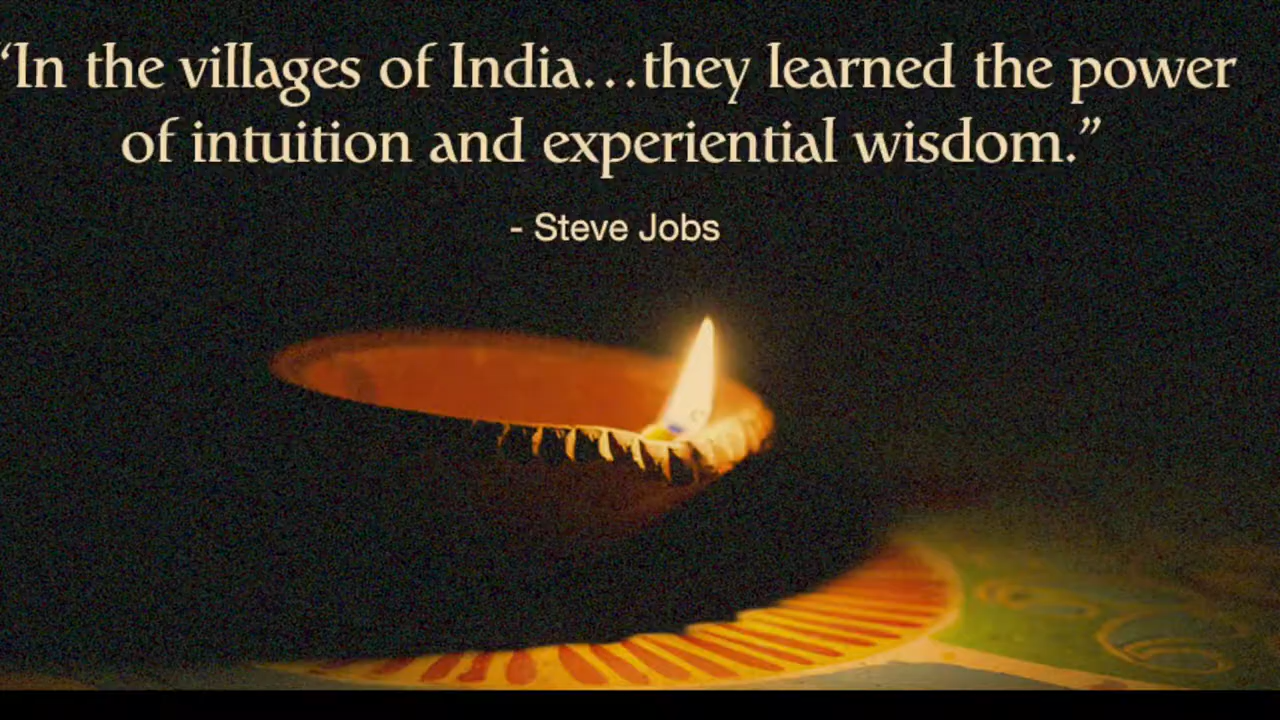 “In the villages of India…they learned the power
of intuition and experiential wisdom.”
- Steve Jobs